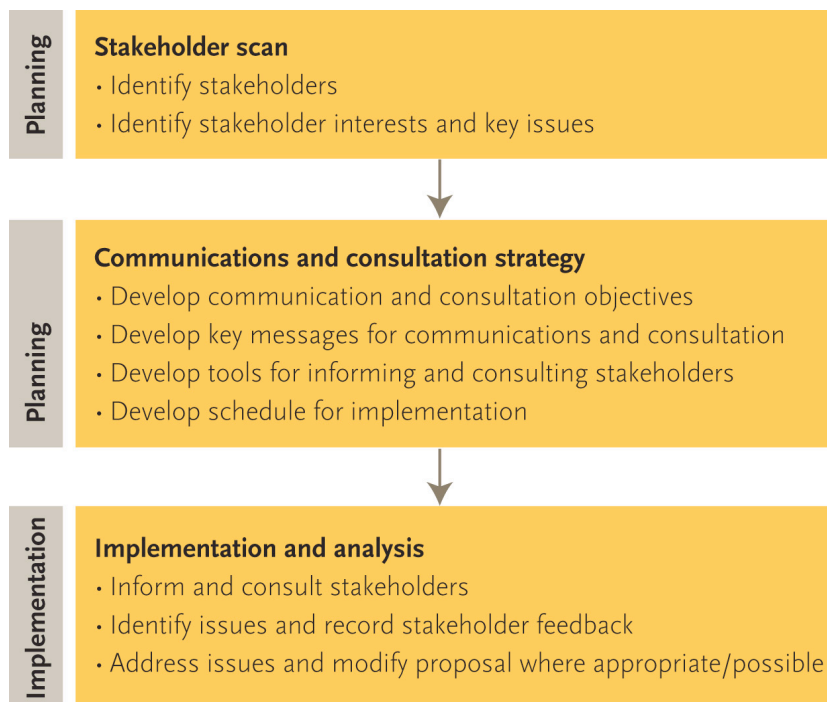 Planning
Stakeholder scan
• Identify stakeholders
• Identify stakeholder interests and key issues
Planning
Communications and consultation strategy
• Develop communication and consultation objectives
• Develop key messages for communications and consultation
• Develop tools for informing and consulting stakeholders
• Develop schedule for implementation
Implementation
Implementation and analysis
• Inform and consult stakeholders
• Identify issues and record stakeholder feedback
• Address issues and modify proposal where appropriate/possible